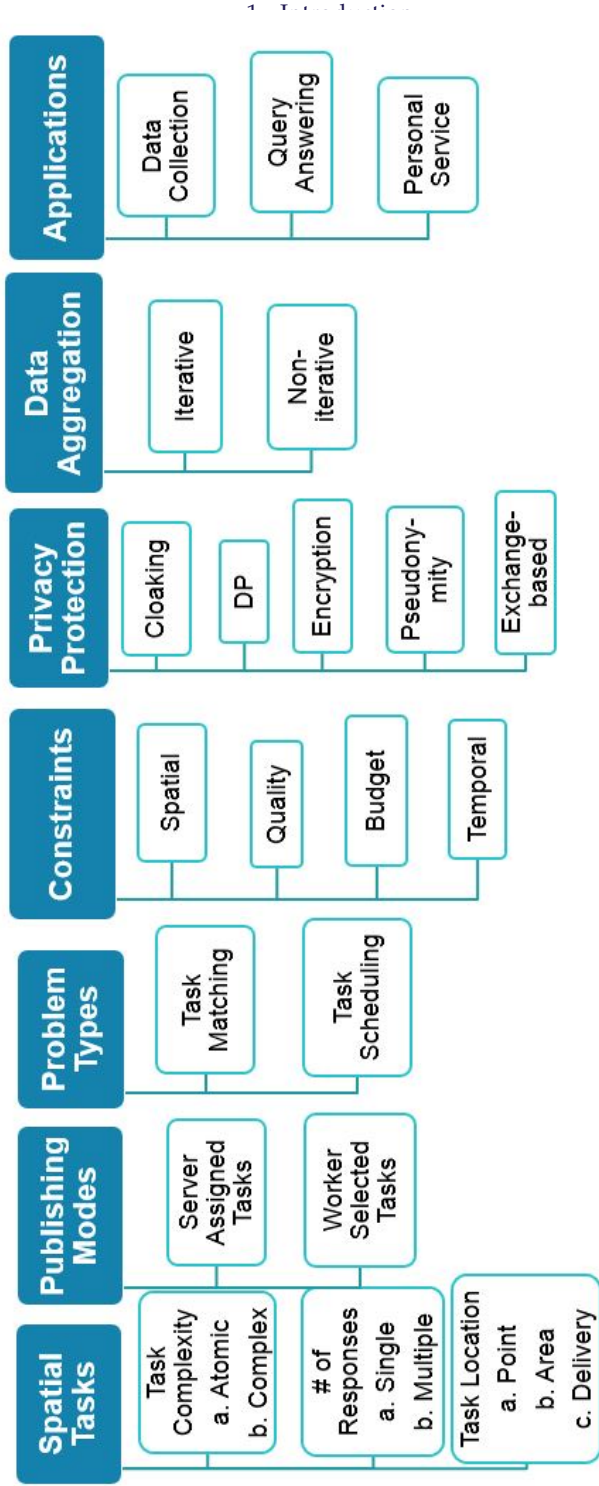 Spatial
Tasks
Task
Complexity
a. Atomic
b. Complex
# of
Responses
a. Single
b. Multiple
Task Location
a. Point
b. Area
c. Delivery
Publishing
Modes
Server
Assigned
Tasks
Worker
Selected
Tasks
Problem
Types
Task
Matching
Task
Scheduling
Constraints
Spatial
Quality
Budget
Temporal
Privacy
Protection
Cloaking
DP
Encryption
Pseudony-
mity
Exchange-
based
Data
Aggregation
Iterative
Non-
iterative
Applications
Data
Collection
Query
Answering
Personal
Service